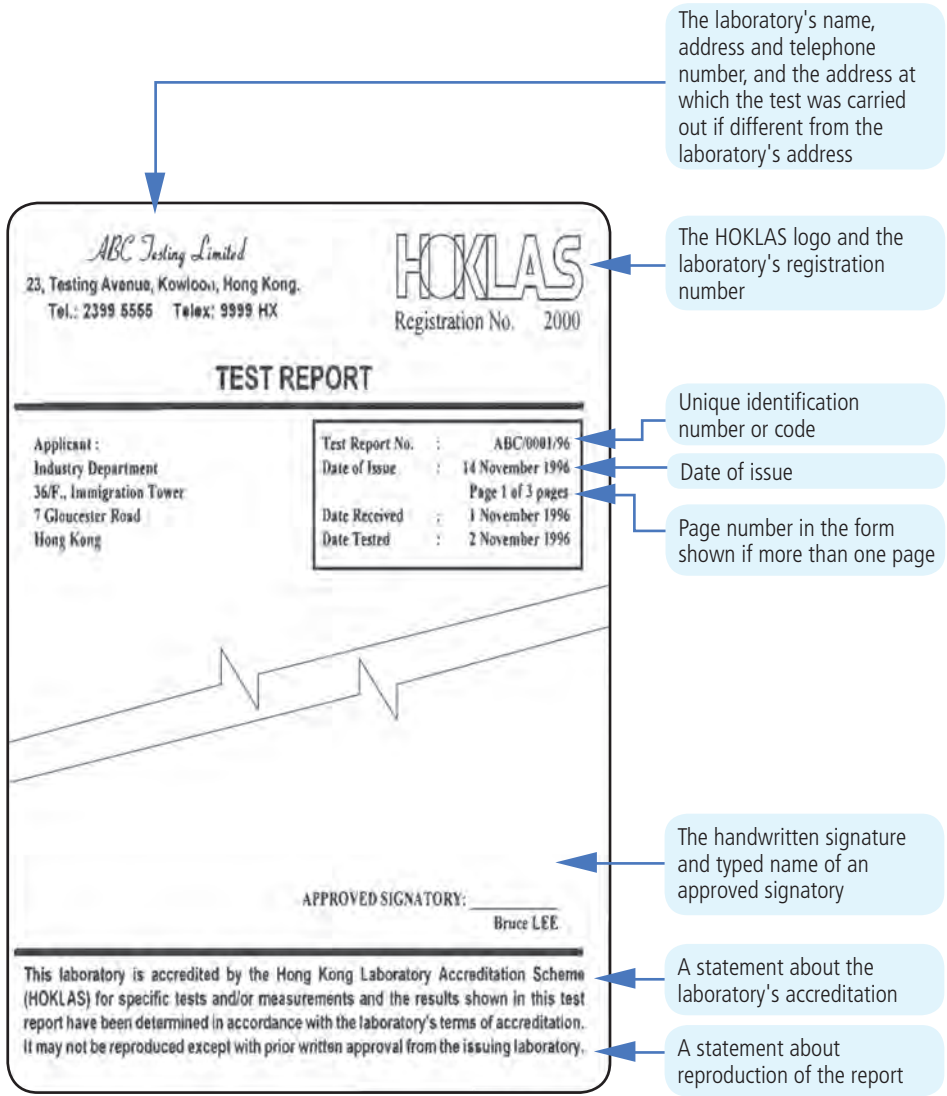 The laboratory's name,
address and telephone
number, and the address at
which the test was carried
out if different from the
laboratory's address
ABC Testing Limited
23, Testing Avenue, Kowloon, Hong Kong.
Tel.: 2399 5555 Telex: 9999 HX
HOKLAS
Registration No. 2000
The HOKLAS logo and the
laboratory's registration
number
TEST REPORT
Applicant :
Industry Department
36/F., Immigration Tower
7 Gloucester Road
Hong Kong
Test Report No. : ABC/0001/96
Date of Issue : 14 November 1996
Page 1 of 3 pages
Date Received : 1 November 1996
Date Tested : 2 November 1996
Unique identification
number or code
Date of issue
Page number in the form
shown if more than one page
The handwritten signature
and typed name of an
approved signatory
APPROVED SIGNATORY:
Bruce LEE
This laboratory is accredited by the Hong Kong Laboratory Accreditation Scheme
(HOKLAS) for specific tests and/or measurements and the results shown in this test
report have been determined in accordance with the laboratory's terms of accreditation.
It may not be reproduced except with prior written approval from the issuing laboratory.
A statement about the
laboratory's accreditation
A statement about
reproduction of the report